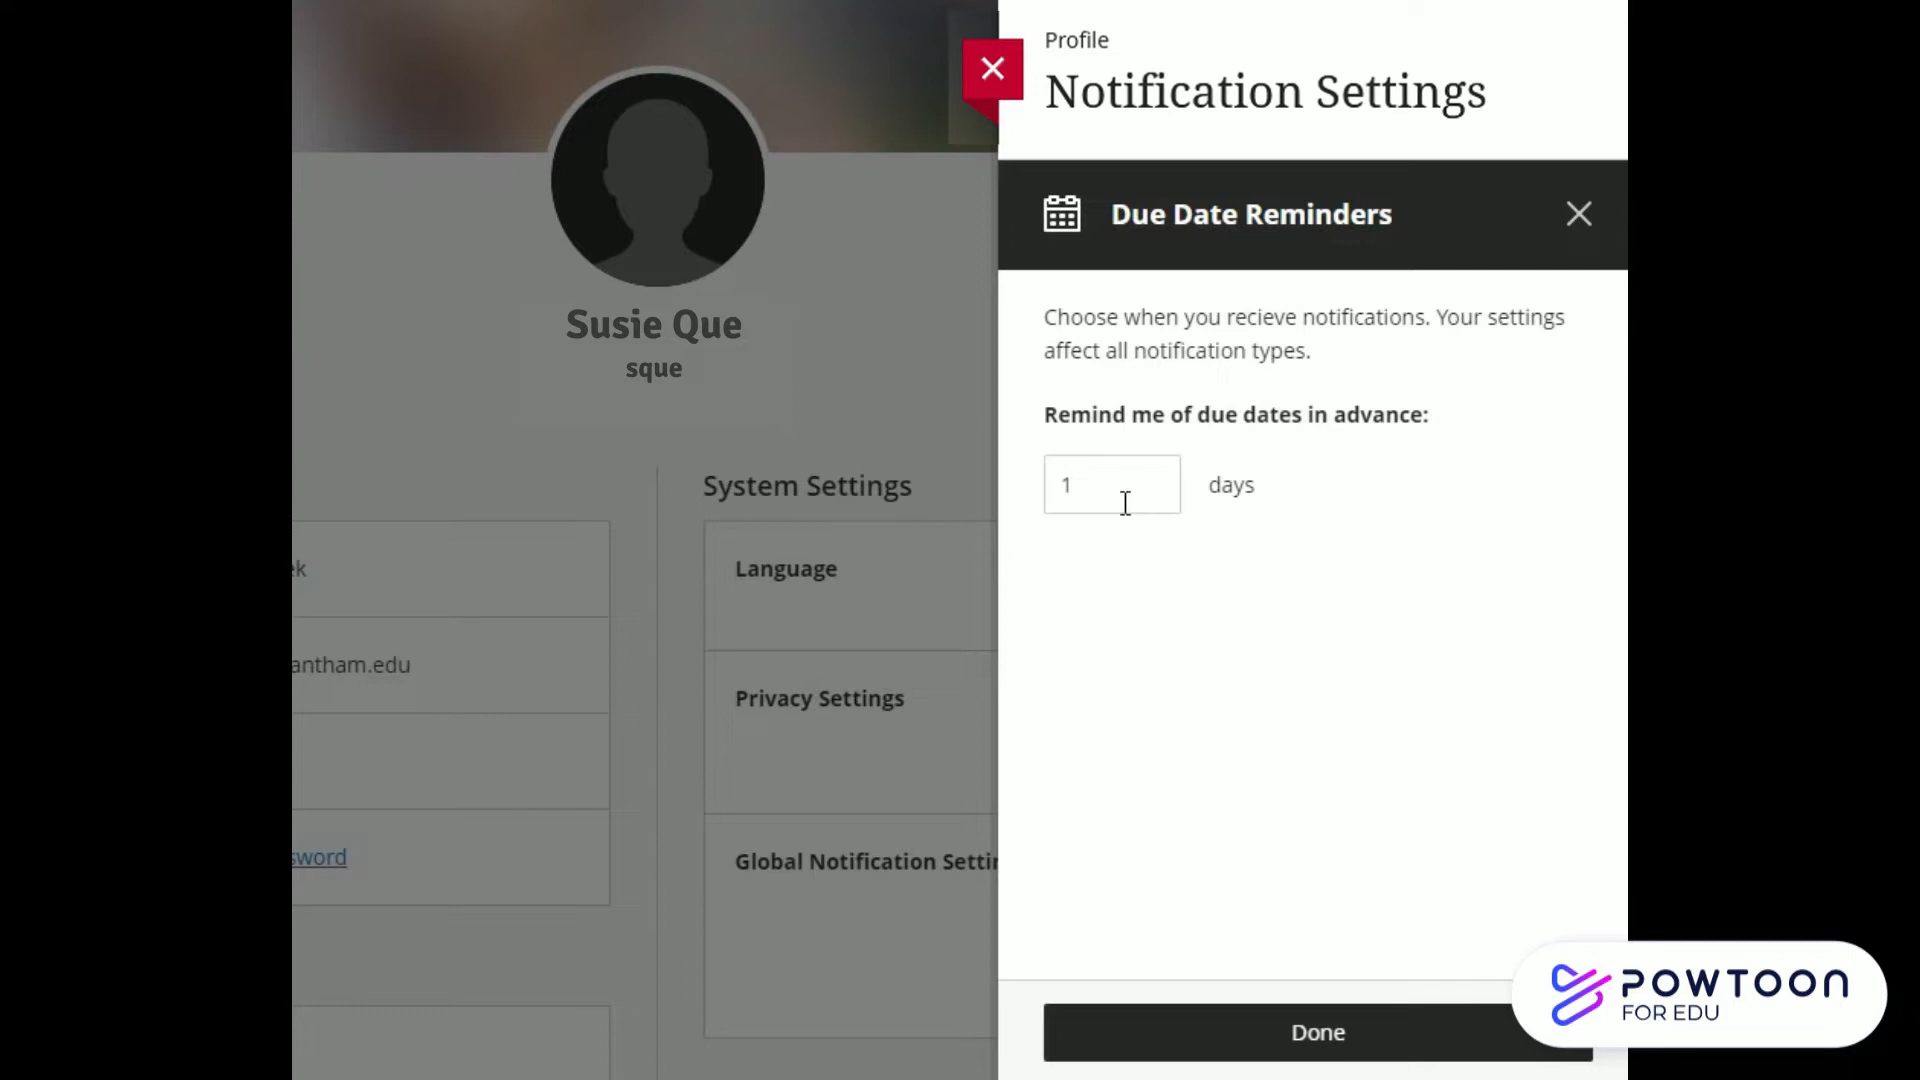 Profile
Notification Settings
Due Date Reminders
Choose when you recieve notifications. Your settings
affect all notification types.
Remind me of due dates in advance:
1 days
Done
Susie Que
sque
ek
antham.edu
sword
System Settings
Language
Privacy Settings
Global Notification Settin
POWTOON
FOR EDU